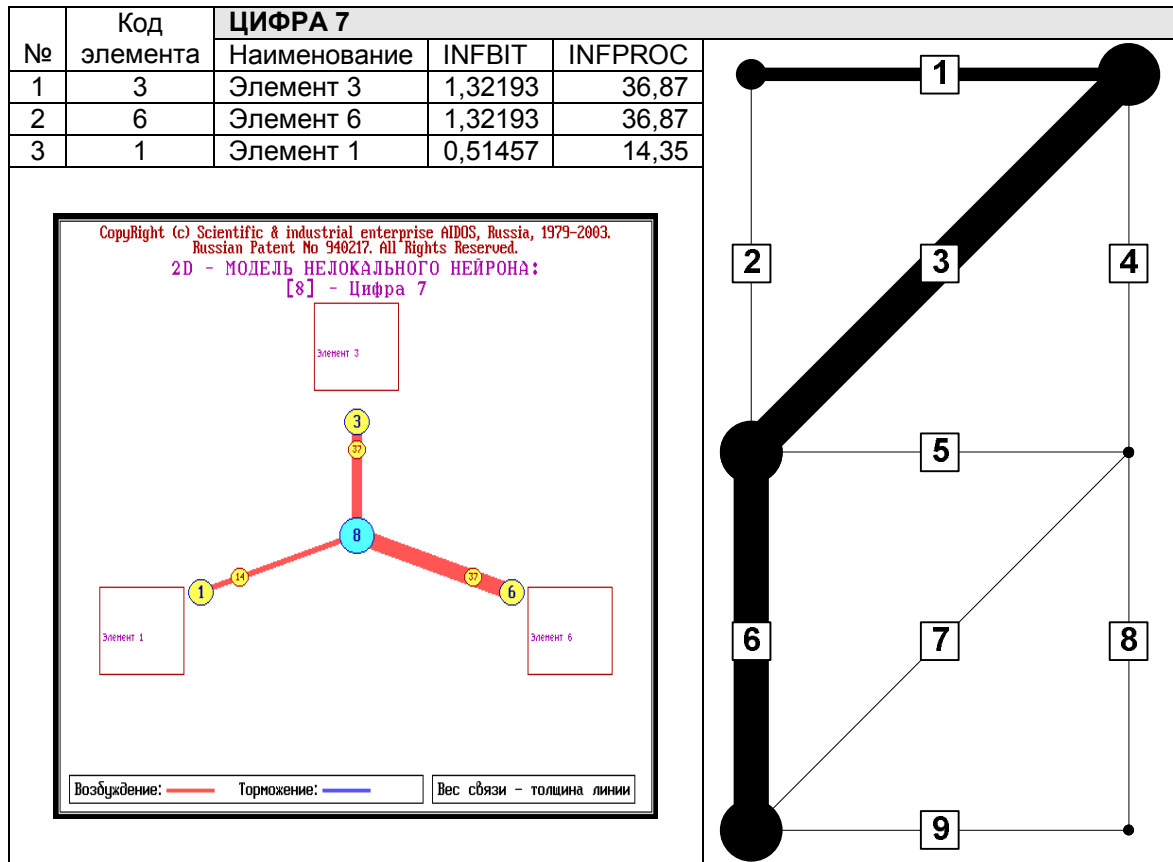 № Код элемента ЦИФРА 7
Наименование INFBIT INFPROC
1 3 Элемент 3 1,32193 36,87
2 6 Элемент 6 1,32193 36,87
3 1 Элемент 1 0,51457 14,35
CopyRight (c) Scientific & industrial enterprise AIDOS, Russia, 1979-2003.
Russian Patent No 940217. All Rights Reserved.
2D - МОДЕЛЬ НЕЛОКАЛЬНОГО НЕЙРОНА:
[8] - Цифра 7
Элемент 3
3
37
8
14
37
1
6
Элемент 1
Элемент 6
Возбуждение: Торможение: Вес связи - толщина линии
1
2
3
4
5
6
7
8
9